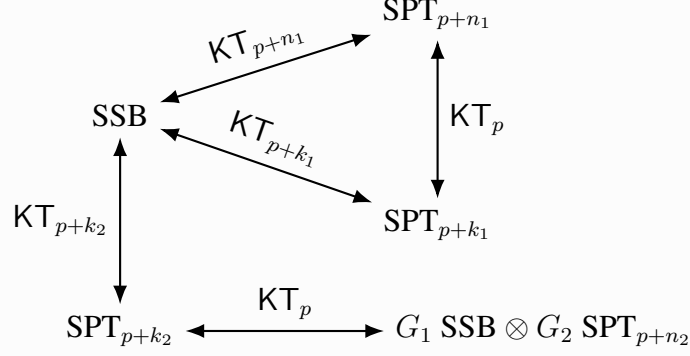 SPT_{p+n_1}
KT_{p+n_1}
SSB
KT_{p+k_1}
KT_p
SPT_{p+k_1}
KT_{p+k_2}
KT_p
SPT_{p+k_2}
G_1 SSB ⊗ G_2 SPT_{p+n_2}